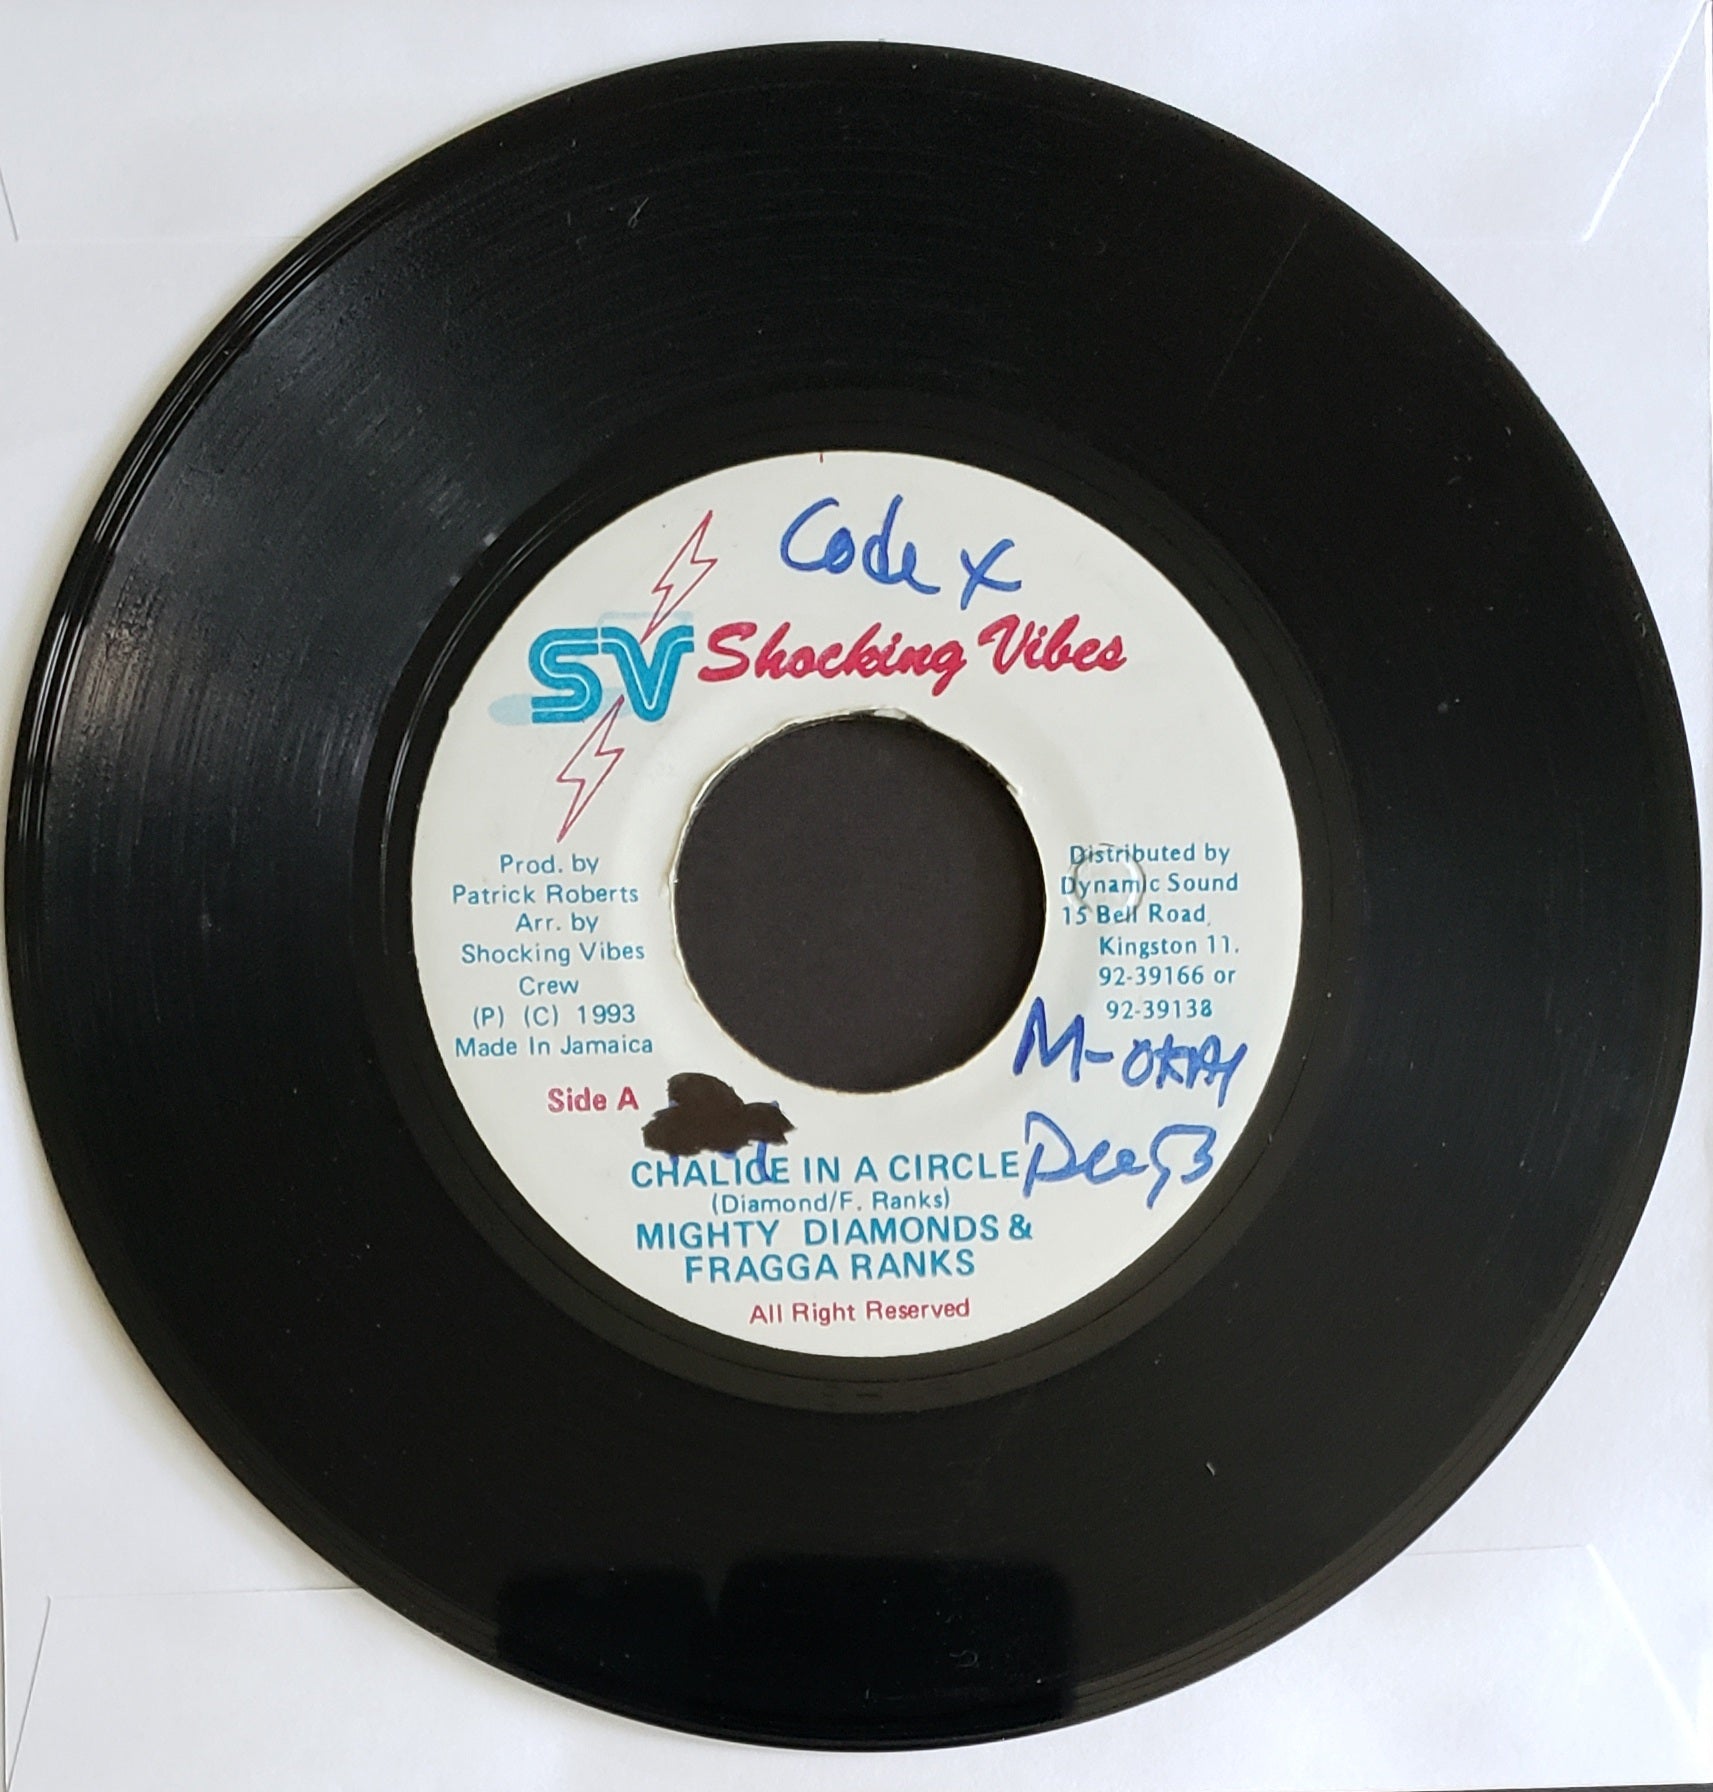 Code x
SV Shocking Vibes
Prod. by
Patrick Roberts
Arr. by
Shocking Vibes
Crew
(P) (C) 1993
Made In Jamaica
Distributed by
Dynamic Sound
15 Bell Road,
Kingston 11.
92-39166 or
92-39138
M-OKAY
Side A
CHALICE IN A CIRCLE
(Diamond/F. Ranks)
MIGHTY DIAMONDS &
FRAGGA RANKS
All Right Reserved